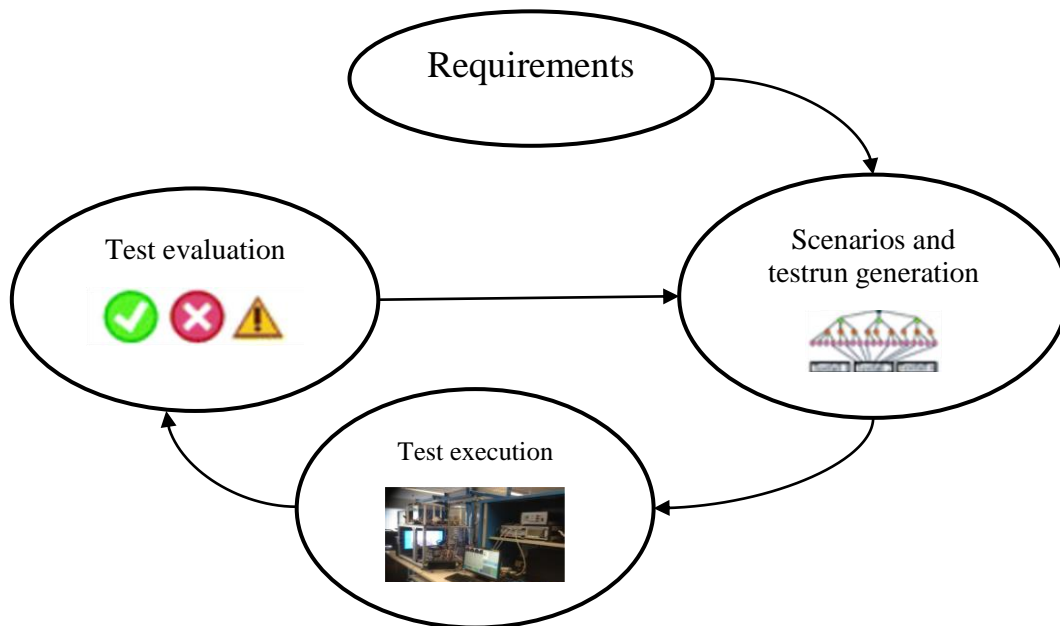 Requirements
Scenarios and
testrun generation
Test evaluation
Test execution